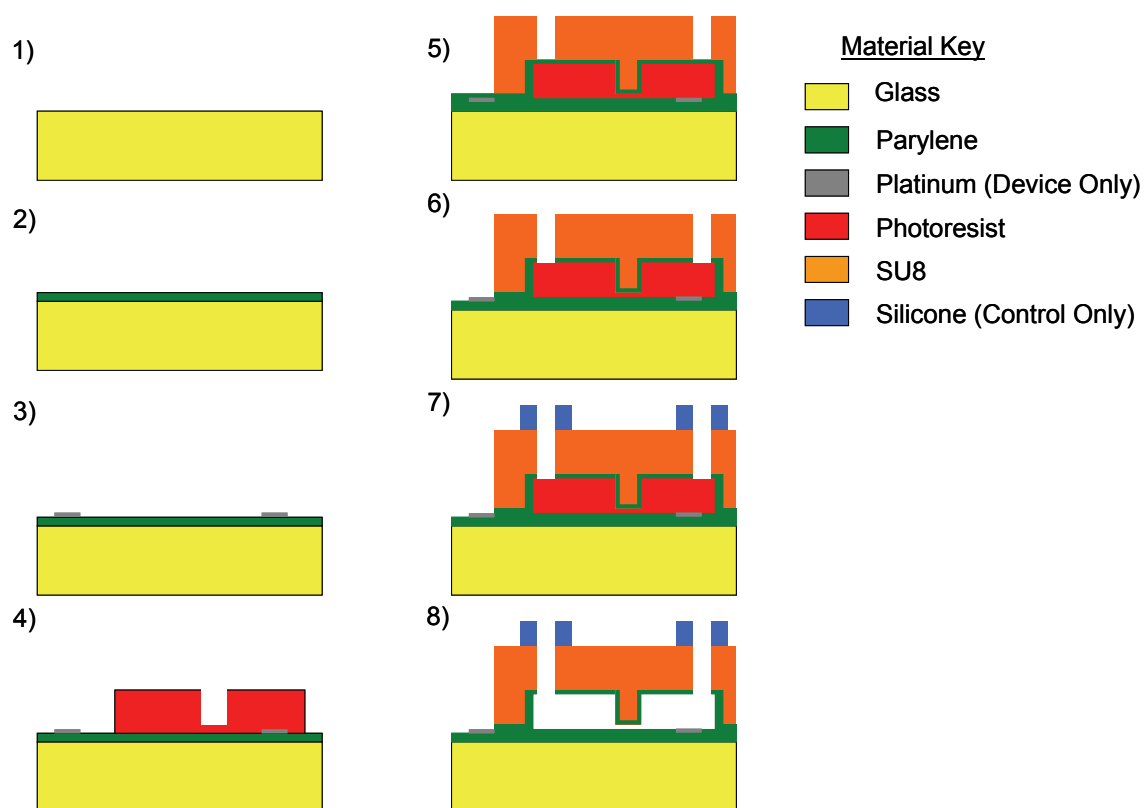 1)
2)
3)
4)
5)
6)
7)
8)
Material Key
Glass
Parylene
Platinum (Device Only)
Photoresist
SU8
Silicone (Control Only)